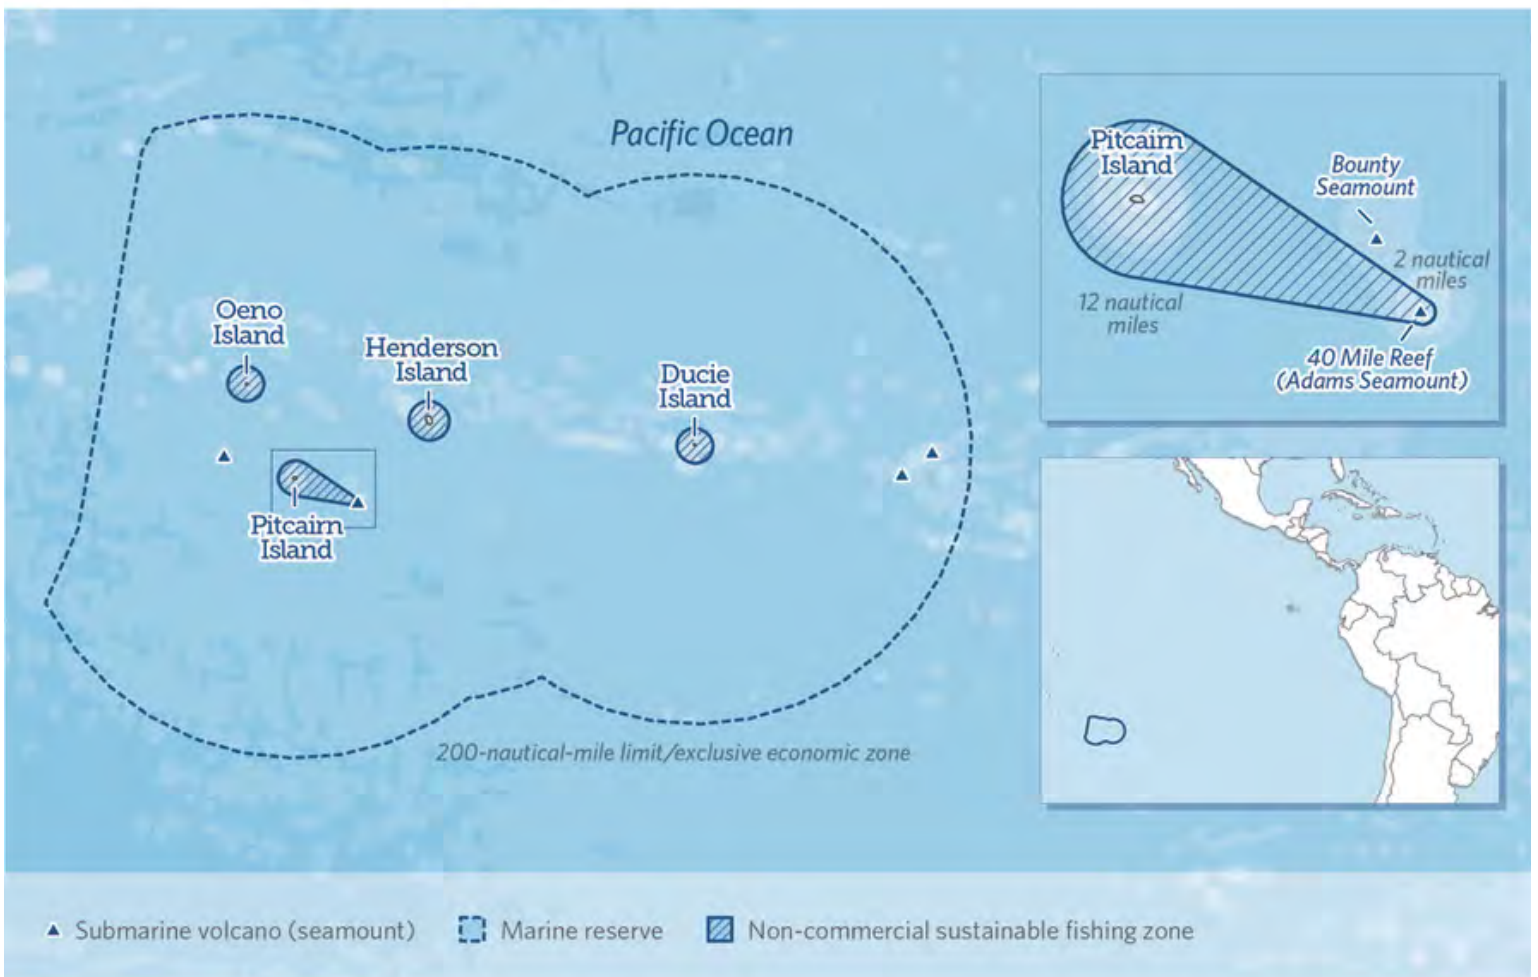 Pacific Ocean
Oeno
Island
Henderson
Island
Ducie
Island
Pitcairn
Island
200-nautical-mile limit/exclusive economic zone
Pitcairn
Island
Bounty
Seamount
2 nautical
miles
12 nautical
miles
40 Mile Reef
(Adams Seamount)
Submarine volcano (seamount)
Marine reserve
Non-commercial sustainable fishing zone